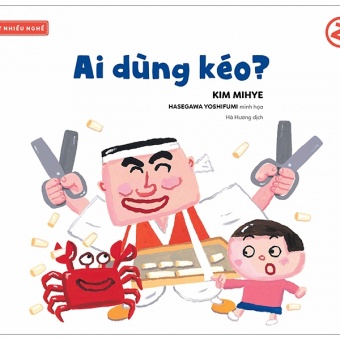 NHIỀU NGHỀ
Ai dùng kéo?
KIM MIHYE
HASEGAWA YOSHIFUMI minh họa
Hà Hương dịch